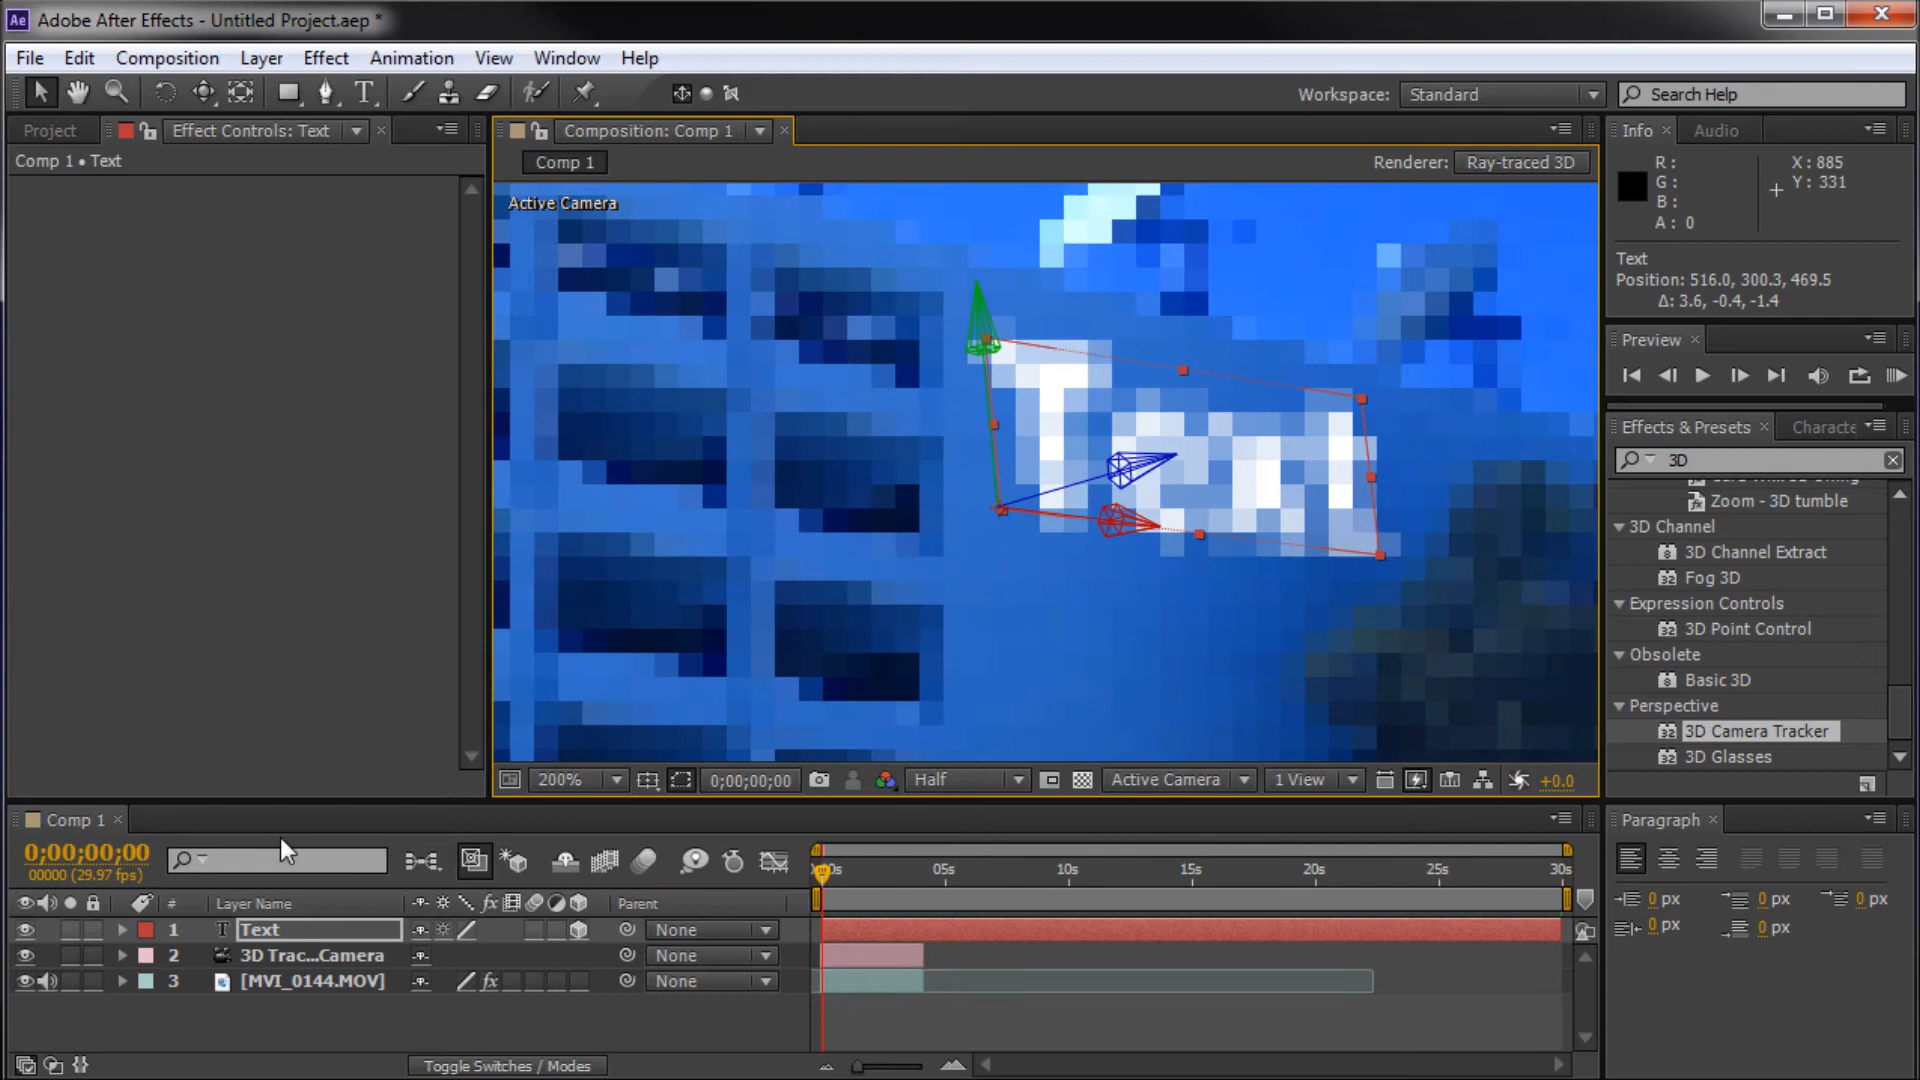 Ae Adobe After Effects - Untitled Project.aep *
File Edit Composition Layer Effect Animation View Window Help
Workspace: Standard Search Help
Project Effect Controls: Text Composition: Comp 1 Info Audio
Comp 1 • Text
Comp 1 Renderer: Ray-traced 3D
R : X : 885
G : Y : 331
B :
A : 0
Active Camera
Text
Text
Position: 516.0, 300.3, 469.5
Δ: 3.6, -0.4, -1.4
Preview
Effects & Presets Characte
3D
Zoom - 3D tumble
3D Channel
3D Channel Extract
Fog 3D
Expression Controls
3D Point Control
Obsolete
Basic 3D
Perspective
3D Camera Tracker
3D Glasses
200% 0;00;00;00 Half Active Camera 1 View +0.0
Comp 1 Paragraph
0;00;00;00
00000 (29.97 fps)
05s 10s 15s 20s 25s 30s
# Layer Name fx Parent
0 px 0 px 0 px
0 px 0 px
1 T Text None
2 3D Trac...Camera None
3 [MVI_0144.MOV] fx None
Toggle Switches / Modes